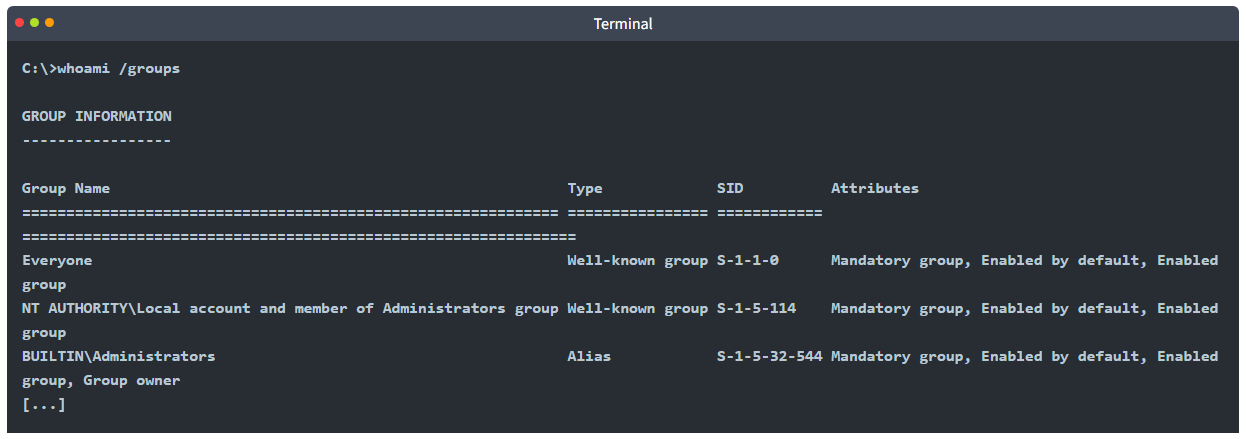 Terminal
C:\>whoami /groups
GROUP INFORMATION
-----------------
Group Name                                                    Type             SID          Attributes
============================================================= ================ ============
===============================================================
Everyone                                                      Well-known group S-1-1-0      Mandatory group, Enabled by default, Enabled
group
NT AUTHORITY\Local account and member of Administrators group Well-known group S-1-5-114    Mandatory group, Enabled by default, Enabled
group
BUILTIN\Administrators                                        Alias            S-1-5-32-544 Mandatory group, Enabled by default, Enabled
group, Group owner
[...]